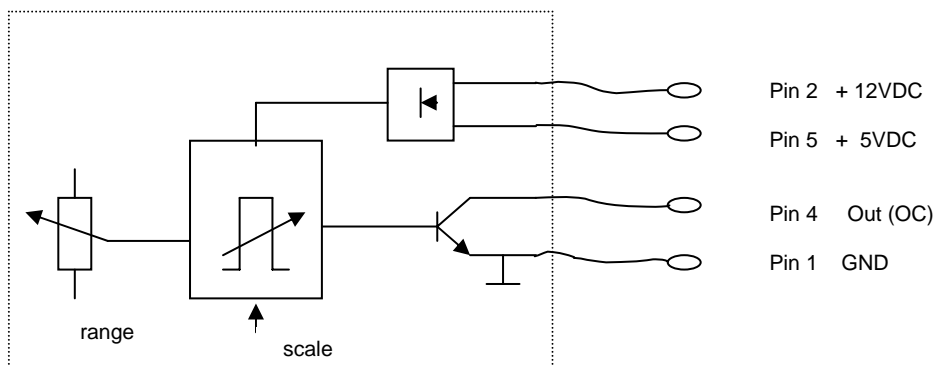 Pin 2 + 12VDC
Pin 5 + 5VDC
Pin 4 Out (OC)
Pin 1 GND
range
scale